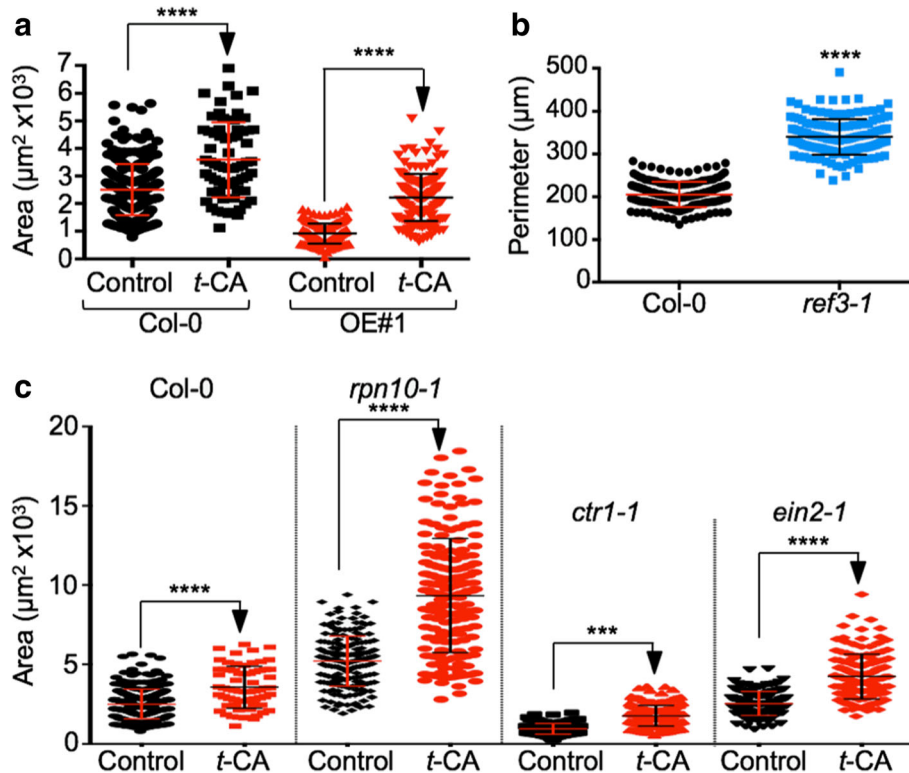 a
****
****
Area (µm² x10³)
7
6
5
4
3
2
1
0
Control t-CA Control t-CA
Col-0 OE#1
b
****
Perimeter (µm)
500
400
300
200
100
0
Col-0 ref3-1
c
Col-0 rpn10-1 ctr1-1 ein2-1
****
****
***
****
Area (µm² x10³)
20
15
10
5
0
Control t-CA Control t-CA Control t-CA Control t-CA